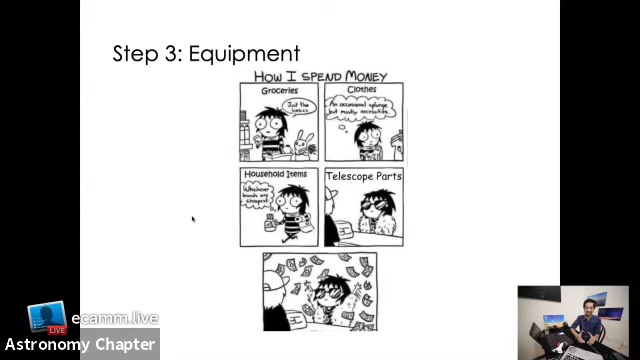 Step 3: Equipment
HOW I SPEND MONEY
Groceries
Clothes
Just the
basics
An occasional splurge,
but mostly necessities.
Household Items
Telescope Parts
Whichever
brands are
cheapest.
LIVE
ecamm.live
Astronomy Chapter